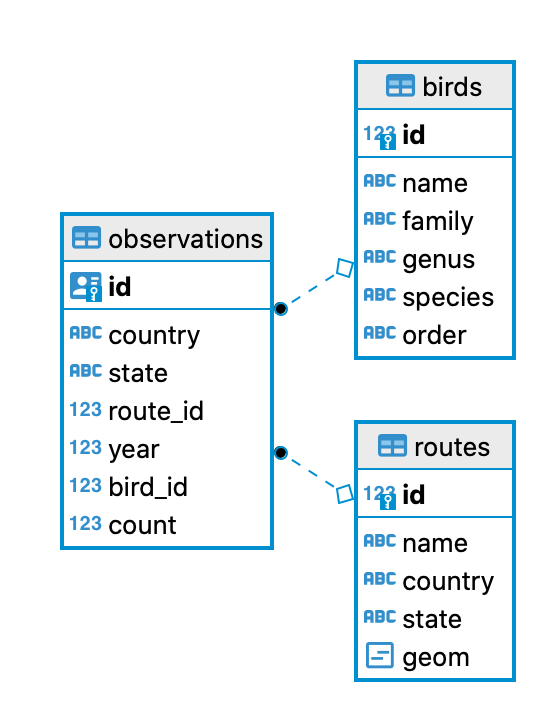 birds
123 id
ABC name
ABC family
ABC genus
ABC species
ABC order
observations
id
ABC country
ABC state
123 route_id
123 year
123 bird_id
123 count
routes
123 id
ABC name
ABC country
ABC state
geom